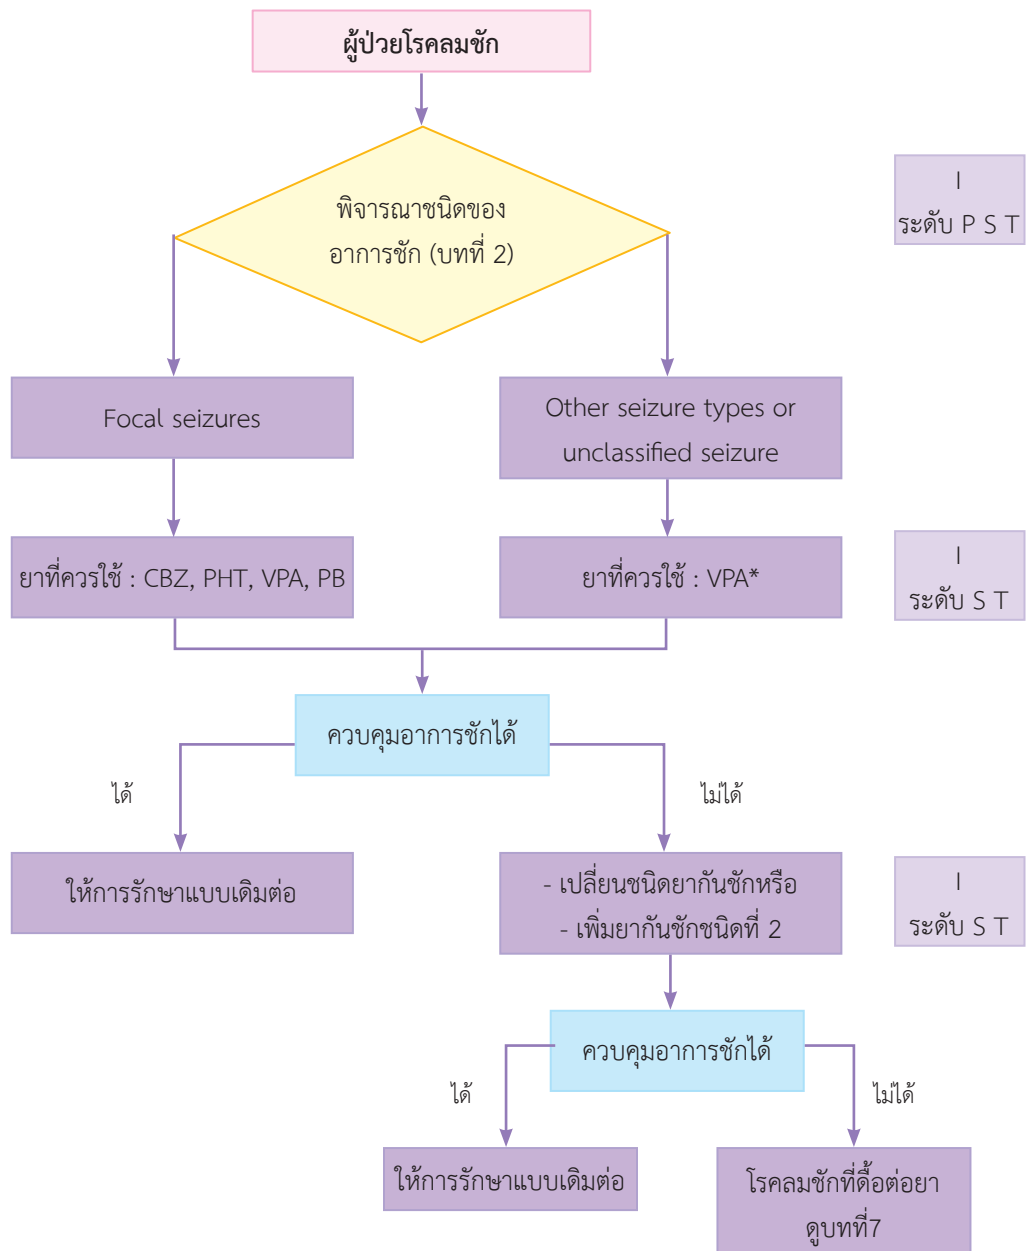 ผู้ป่วยโรคลมชัก
พิจารณาชนิดของ
อาการชัก (บทที่ 2)
I
ระดับ P S T
Focal seizures
Other seizure types or
unclassified seizure
ยาที่ควรใช้ : CBZ, PHT, VPA, PB
ยาที่ควรใช้ : VPA*
I
ระดับ S T
ควบคุมอาการชักได้
ได้
ไม่ได้
ให้การรักษาแบบเดิมต่อ
- เปลี่ยนชนิดยากันชักหรือ
- เพิ่มยากันชักชนิดที่ 2
I
ระดับ S T
ควบคุมอาการชักได้
ได้
ไม่ได้
ให้การรักษาแบบเดิมต่อ
โรคลมชักที่ดื้อต่อยา
ดูบทที่7